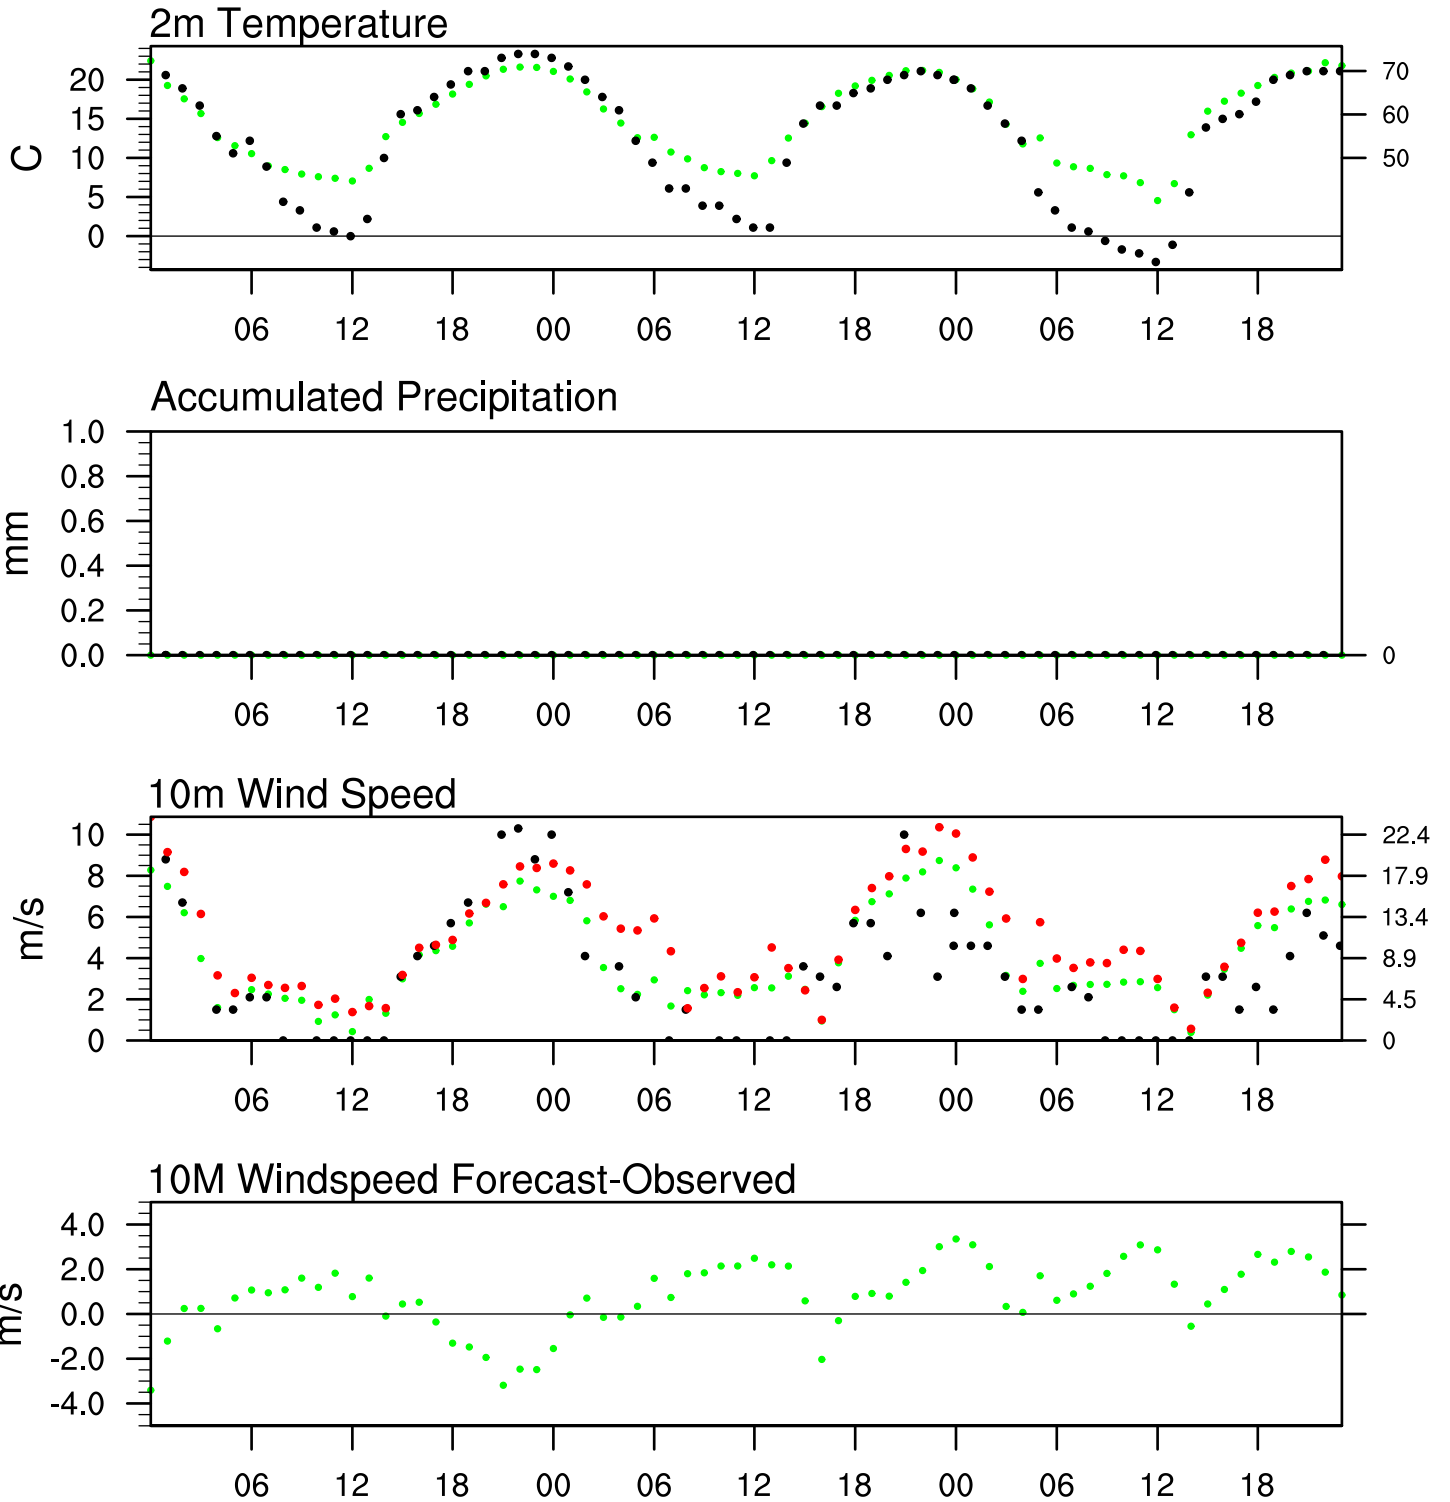 2m Temperature
20
15
10
5
0
C
70
60
50
06 12 18 00 06 12 18 00 06 12 18
Accumulated Precipitation
1.0
0.8
0.6
0.4
0.2
0.0
mm
0
06 12 18 00 06 12 18 00 06 12 18
10m Wind Speed
10
8
6
4
2
0
m/s
22.4
17.9
13.4
8.9
4.5
0
06 12 18 00 06 12 18 00 06 12 18
10M Windspeed Forecast-Observed
4.0
2.0
0.0
-2.0
-4.0
m/s
06 12 18 00 06 12 18 00 06 12 18